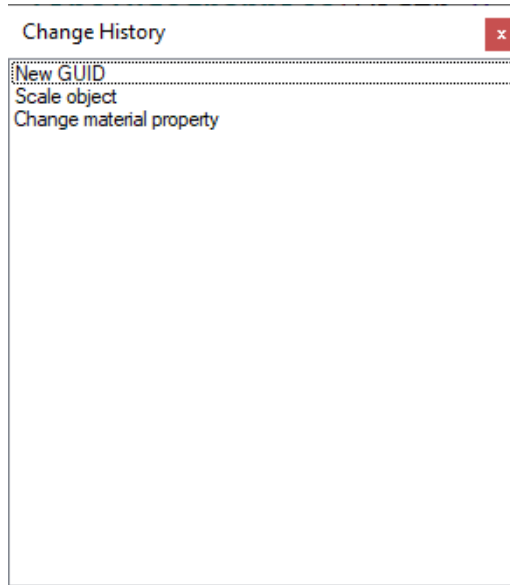 Change History
x
New GUID
Scale object
Change material property